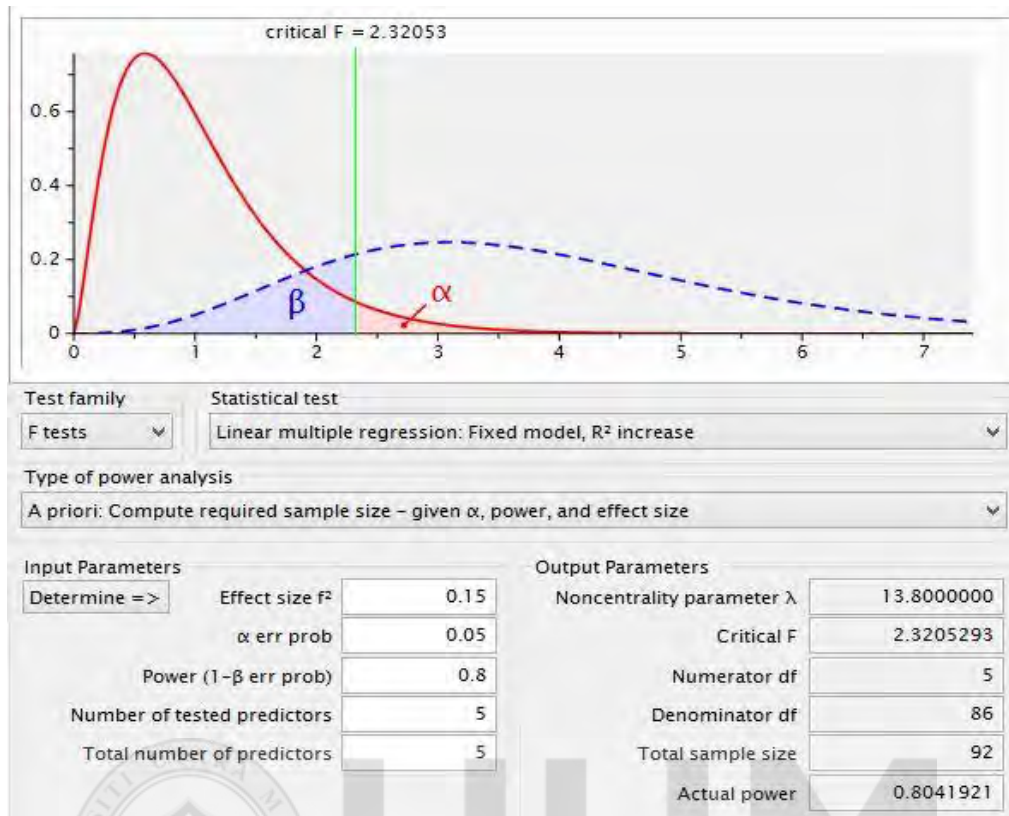 critical F = 2.32053
0.6
0.4
0.2
0
β
α
0 1 2 3 4 5 6 7
Test family Statistical test
F tests Linear multiple regression: Fixed model, R² increase
Type of power analysis
A priori: Compute required sample size – given α, power, and effect size
Input Parameters Output Parameters
Determine => Effect size f² 0.15 Noncentrality parameter λ 13.8000000
α err prob 0.05 Critical F 2.3205293
Power (1-β err prob) 0.8 Numerator df 5
Number of tested predictors 5 Denominator df 86
Total number of predictors 5 Total sample size 92
Actual power 0.8041921